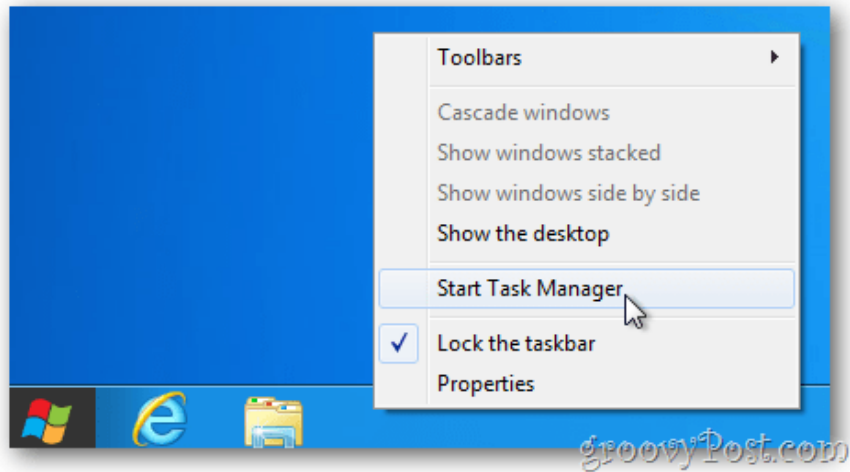 Toolbars
Cascade windows
Show windows stacked
Show windows side by side
Show the desktop
Start Task Manager
Lock the taskbar
Properties
groovyPost.com